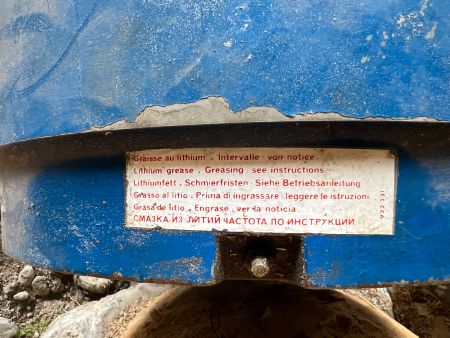 Graisse au lithium . Intervalle : voir notice
Lithium grease . Greasing : see instructions
Lithiumfett . Schmierfristen : Siehe Betriebsanleitung
Grasso al litio . Prima di ingrassare : leggere le istruzioni
Grasa de litio . Engrase : ver la noticia
СМАЗКА ИЗ ЛИТИЙ ЧАСТОТА ПО ИНСТРУКЦИИ